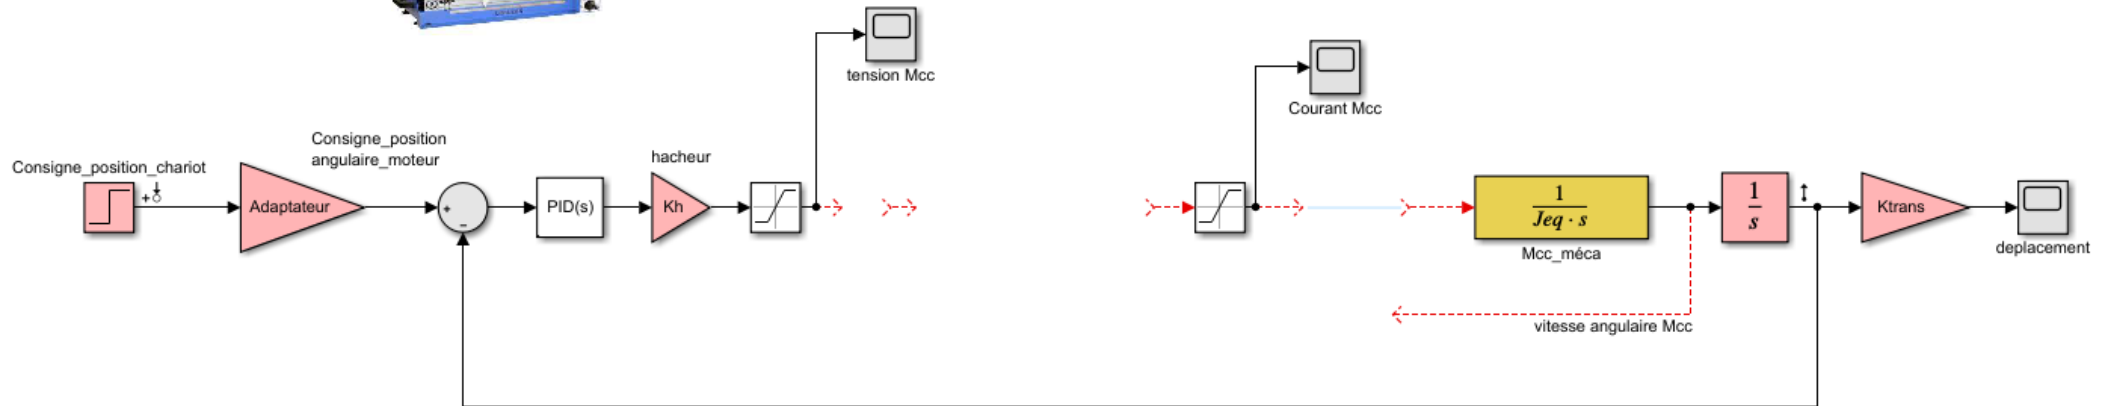 tension Mcc
Courant Mcc
Consigne_position
angulaire_moteur
hacheur
Consigne_position_chariot
+
Adaptateur
+
−
PID(s)
Kh
1
Jeq · s
Mcc_méca
1
s
Ktrans
deplacement
vitesse angulaire Mcc